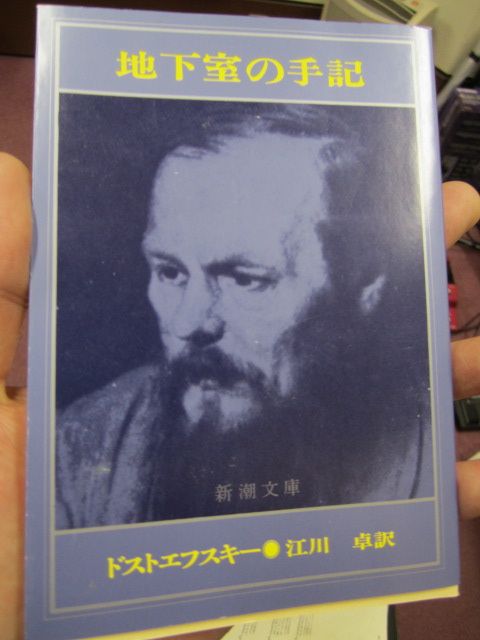 地下室の手記
新潮文庫
ドストエフスキー●江川 卓訳